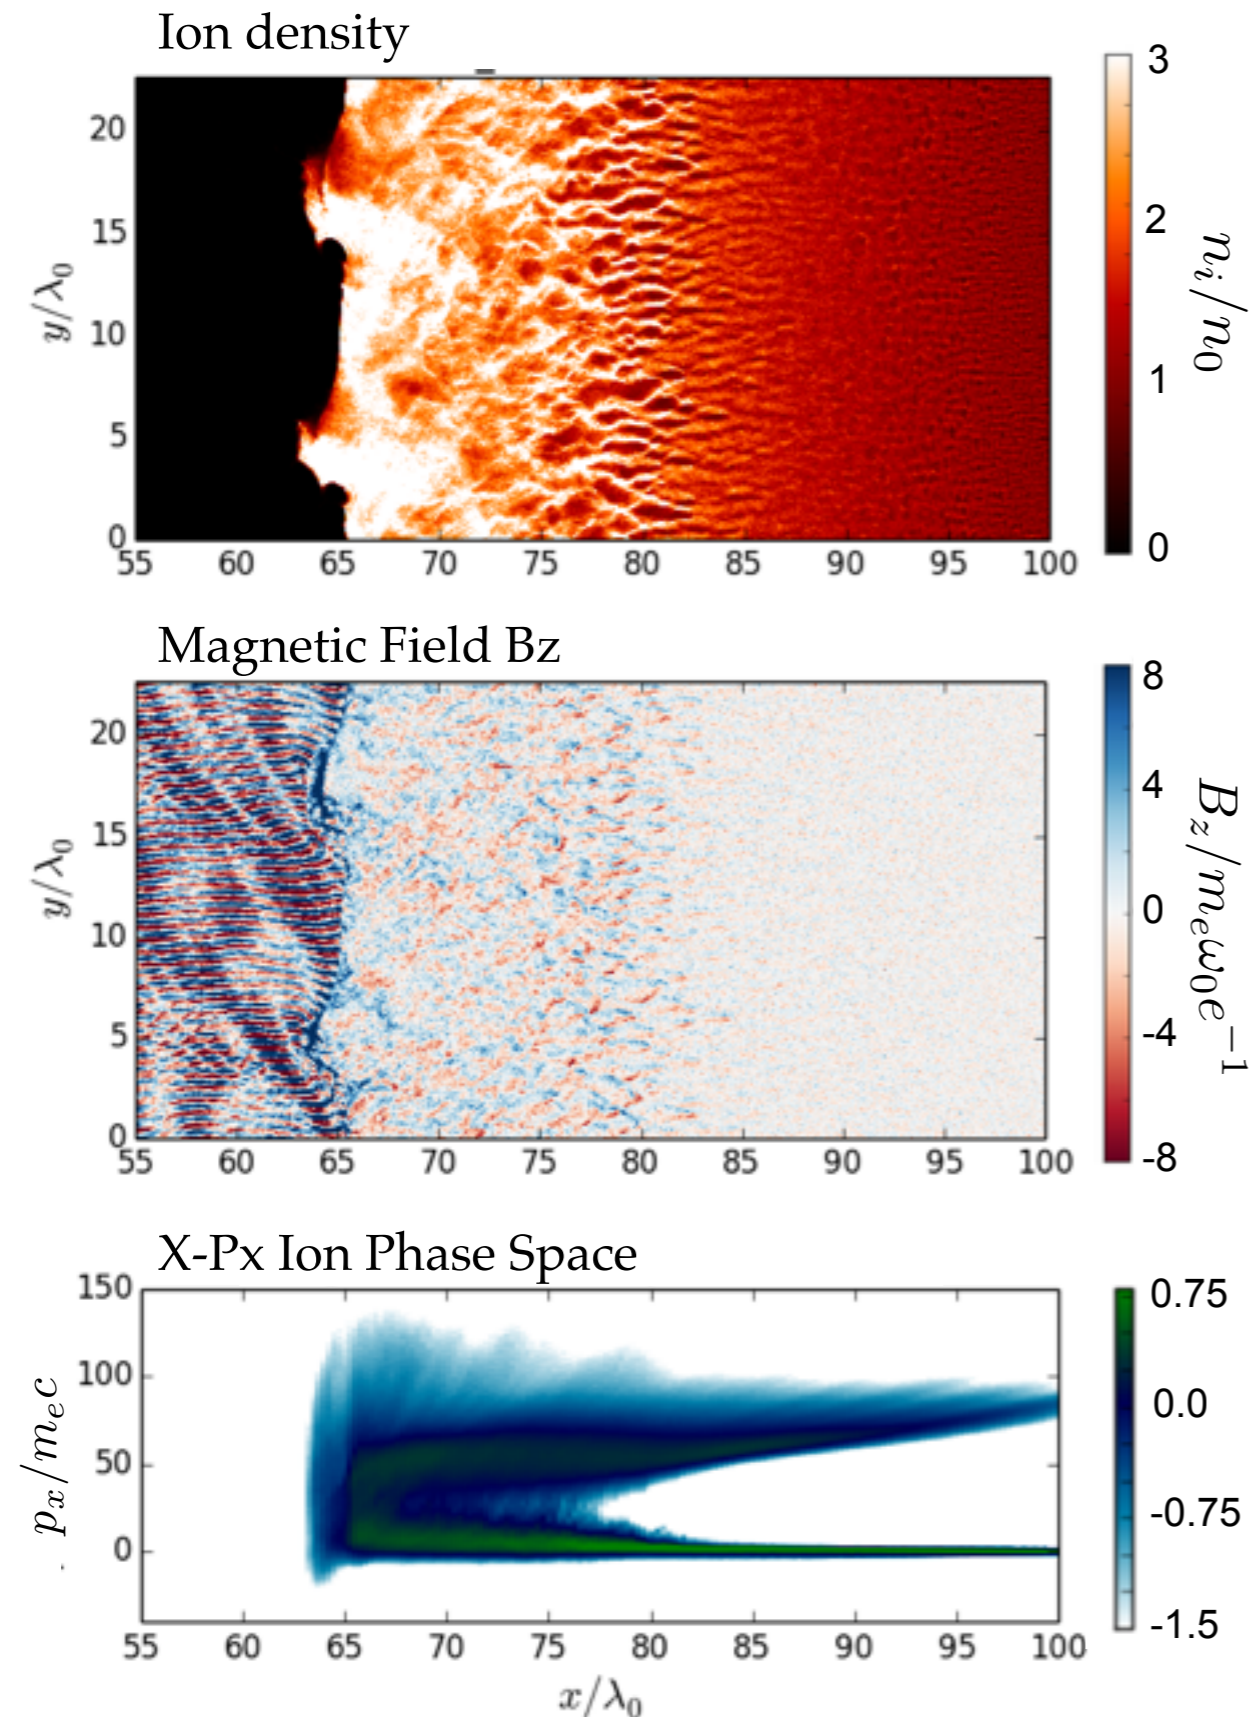 Ion density
3
20
2
15
y/λ₀
nᵢ/n₀
10
1
5
0
0
55 60 65 70 75 80 85 90 95 100
Magnetic Field Bz
8
20
4
15
y/λ₀
0
B_z/m_eω₀e⁻¹
10
-4
5
0
-8
55 60 65 70 75 80 85 90 95 100
X-Px Ion Phase Space
150
0.75
100
0.0
p_x/m_ec
50
-0.75
0
-1.5
55 60 65 70 75 80 85 90 95 100
x/λ₀